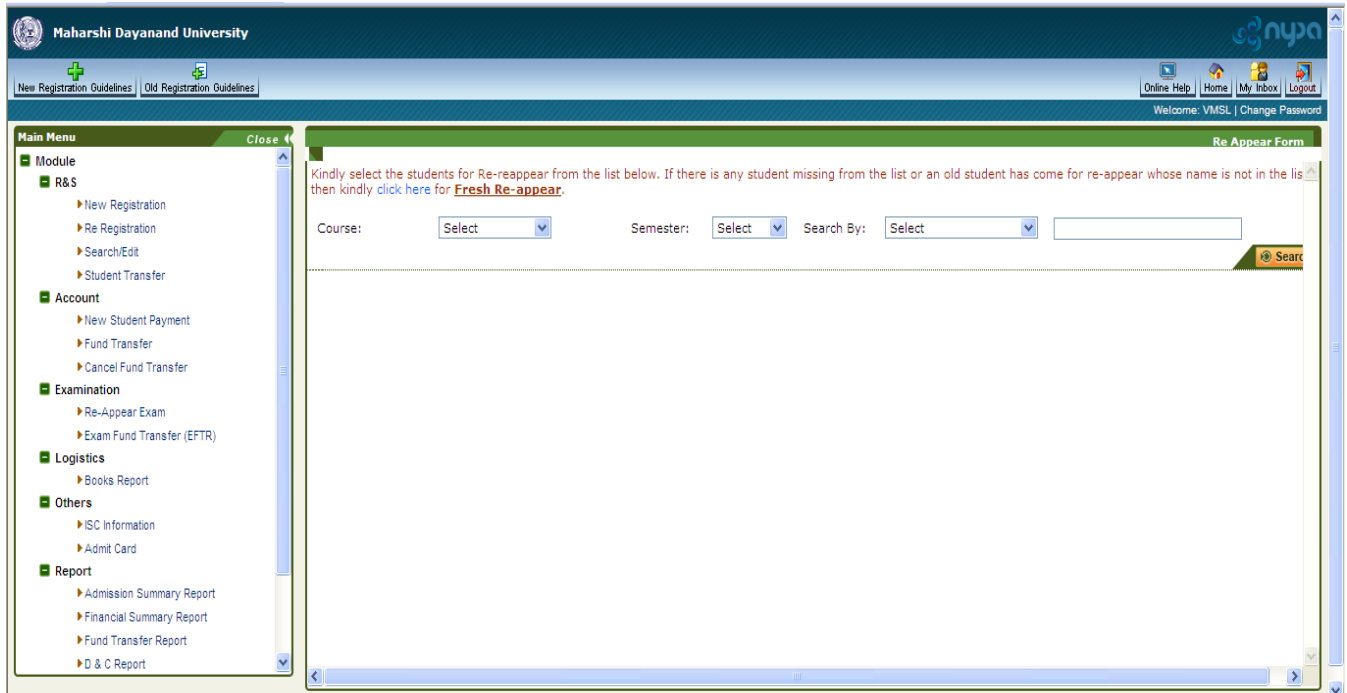 Maharshi Dayanand University
nypa
New Registration Guidelines Old Registration Guidelines
Online Help Home My Inbox Logout
Welcome: VMSL | Change Password
Main Menu Close
Module
R&S
New Registration
Re Registration
Search/Edit
Student Transfer
Account
New Student Payment
Fund Transfer
Cancel Fund Transfer
Examination
Re-Appear Exam
Exam Fund Transfer (EFTR)
Logistics
Books Report
Others
ISC Information
Admit Card
Report
Admission Summary Report
Financial Summary Report
Fund Transfer Report
D & C Report
Re Appear Form
Kindly select the students for Re-reappear from the list below. If there is any student missing from the list or an old student has come for re-appear whose name is not in the lis
then kindly click here for Fresh Re-appear.
Course: Select Semester: Select Search By: Select
Searc